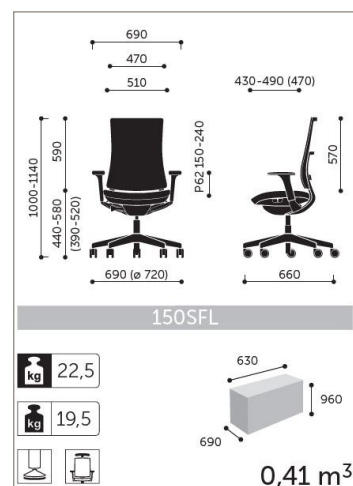 690
470
510
430-490 (470)
1000-1140
590
440-580
(390-520)
P62 150-240
570
690 (ø 720)
660
150SFL
kg 22,5
kg 19,5
630
960
690
0,41 m³